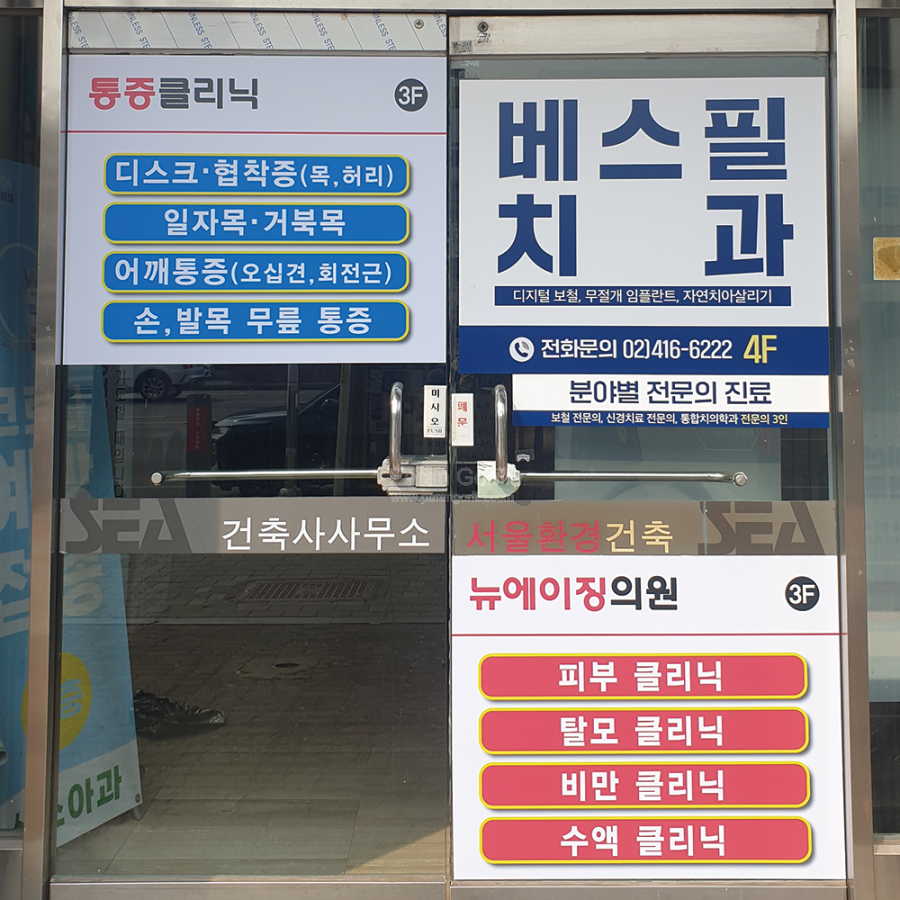 통증클리닉 3F
디스크·협착증(목,허리)
일자목·거북목
어깨통증(오십견,회전근)
손,발목 무릎 통증
베스필
치과
디지털 보철, 무절개 임플란트, 자연치아살리기
전화문의 02)416-6222 4F
분야별 전문의 진료
보철 전문의, 신경치료 전문의, 통합치의학과 전문의 3인
미시오
PUSH
폐문
SEA 건축사사무소
서울환경건축 SEA
뉴에이징의원 3F
피부 클리닉
탈모 클리닉
비만 클리닉
수액 클리닉
소아과